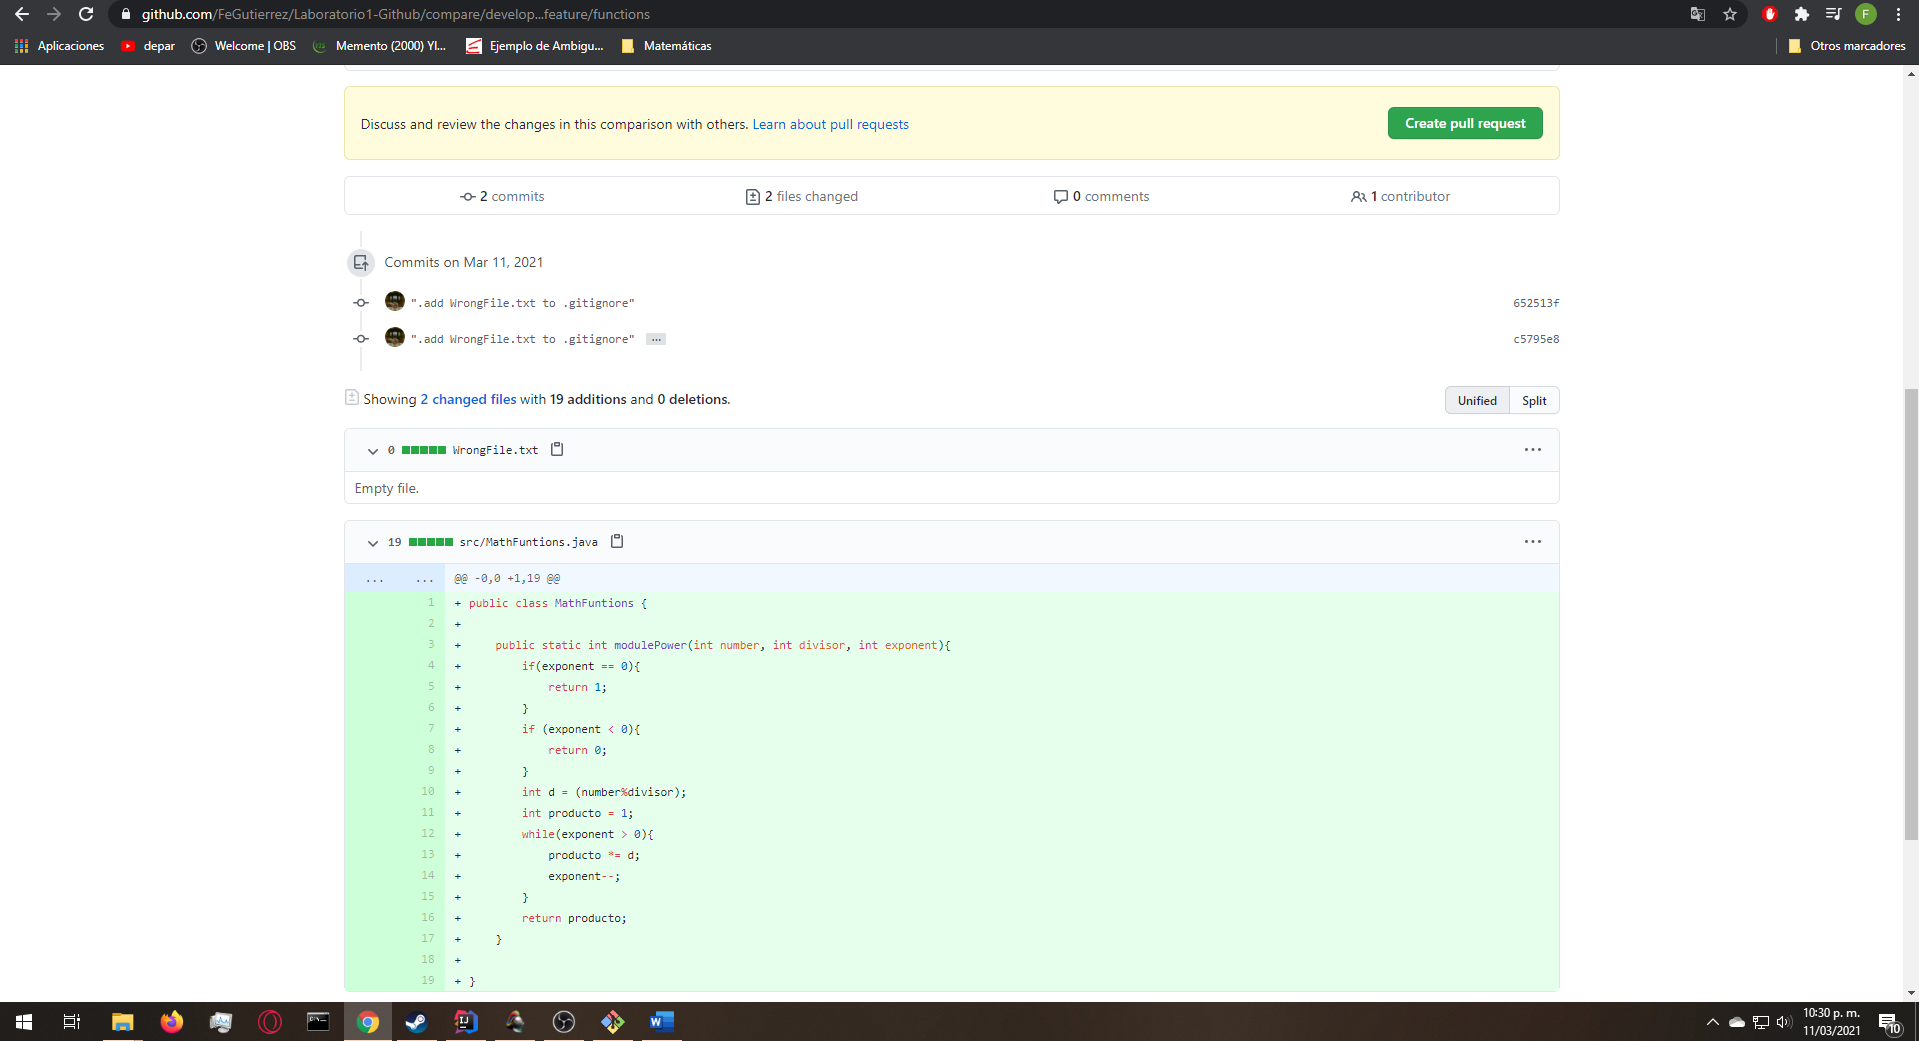 github.com/FeGutierrez/Laboratorio1-Github/compare/develop...feature/functions
F
Aplicaciones depar Welcome | OBS Memento (2000) YI... Ejemplo de Ambigu... Matemáticas Otros marcadores
Discuss and review the changes in this comparison with others. Learn about pull requests Create pull request
2 commits 2 files changed 0 comments 1 contributor
Commits on Mar 11, 2021
".add WrongFile.txt to .gitignore" 652513f
".add WrongFile.txt to .gitignore" ... c5795e8
Showing 2 changed files with 19 additions and 0 deletions. Unified Split
0 WrongFile.txt ...
Empty file.
19 src/MathFuntions.java ...
... ... @@ -0,0 +1,19 @@
1 + public class MathFuntions {
2 +
3 + public static int modulePower(int number, int divisor, int exponent){
4 + if(exponent == 0){
5 + return 1;
6 + }
7 + if (exponent < 0){
8 + return 0;
9 + }
10 + int d = (number%divisor);
11 + int producto = 1;
12 + while(exponent > 0){
13 + producto *= d;
14 + exponent--;
15 + }
16 + return producto;
17 + }
18 +
19 + }
10:30 p. m.
11/03/2021
10